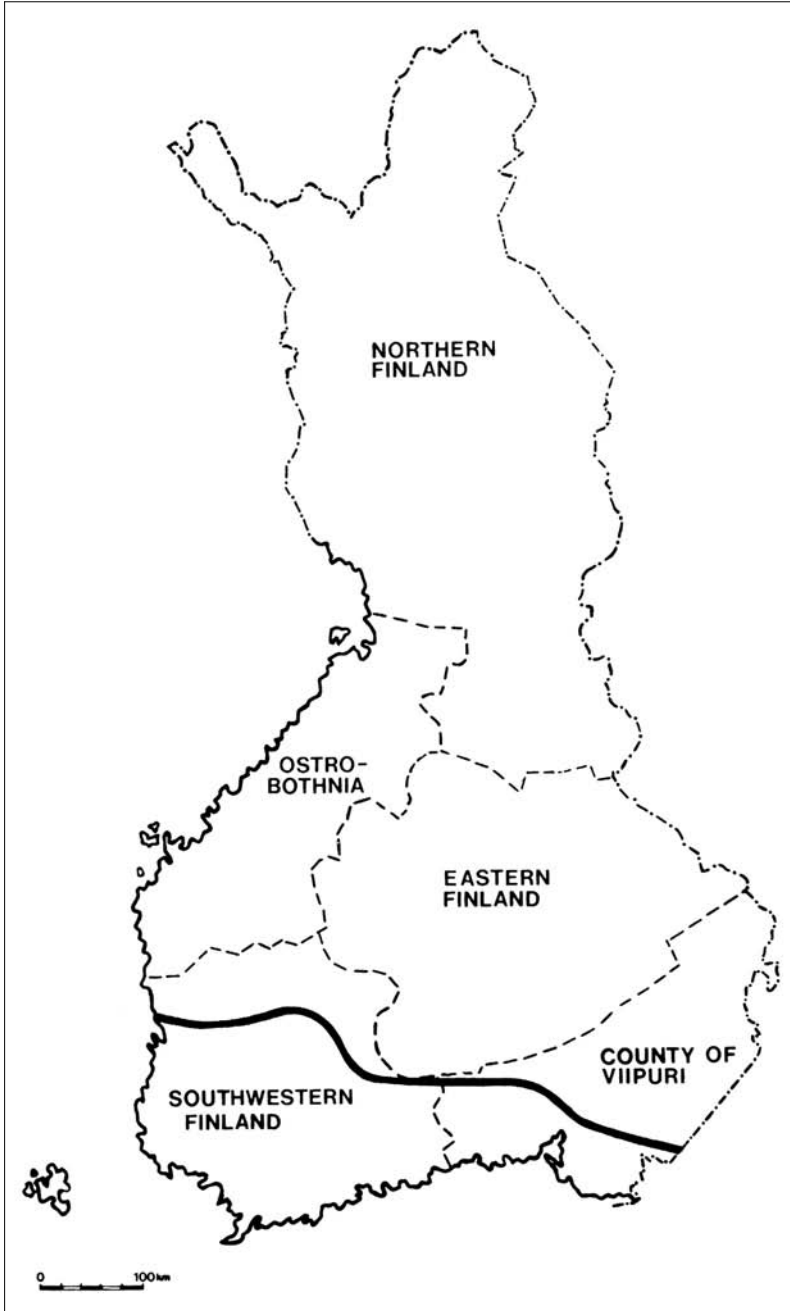 NORTHERN
FINLAND
OSTRO-
BOTHNIA
EASTERN
FINLAND
COUNTY OF
VIIPURI
SOUTHWESTERN
FINLAND
0 100 km